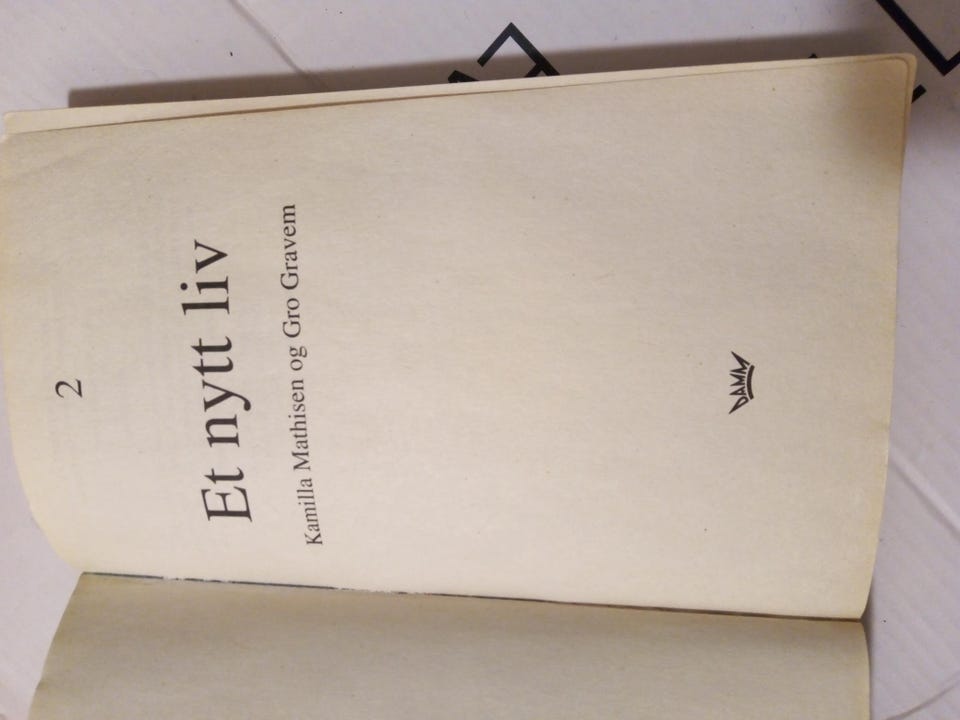 2
Et nytt liv
Kamilla Mathisen og Gro Gravem
DAMM